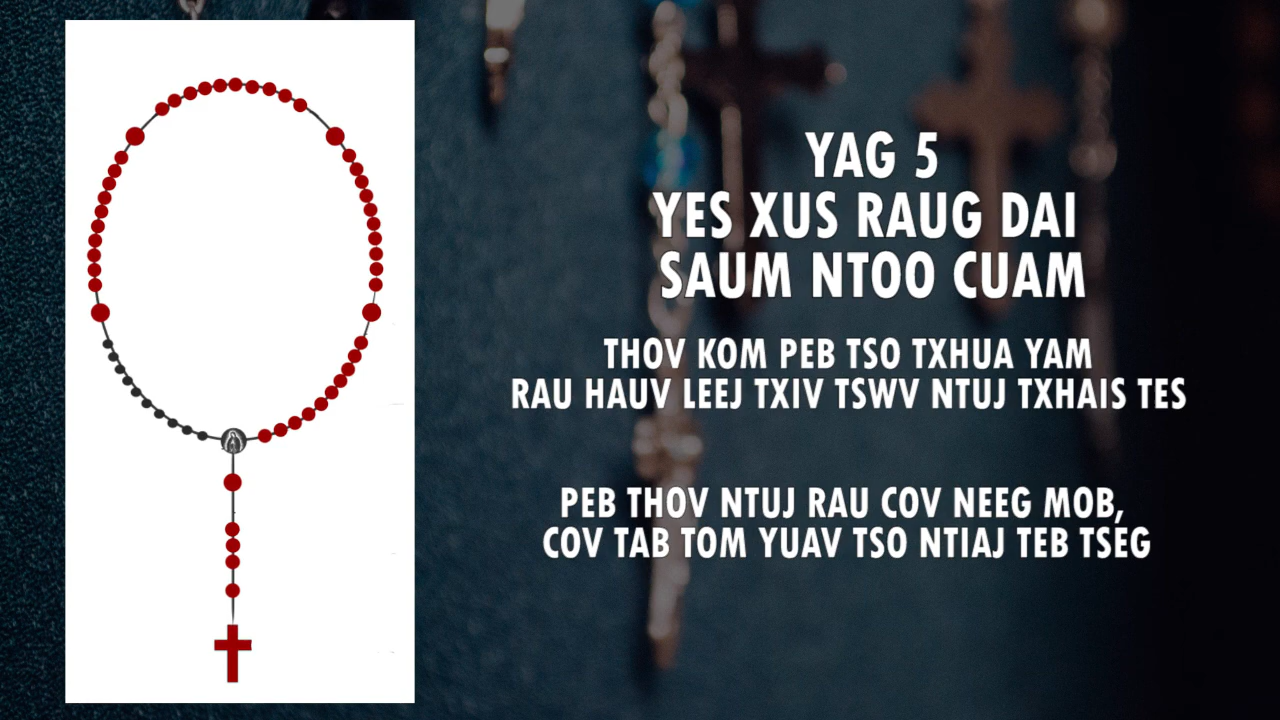 YAG 5
YES XUS RAUG DAI
SAUM NTOO CUAM
THOV KOM PEB TSO TXHUA YAM
RAU HAUV LEEJ TXIV TSWV NTUJ TXHAIS TES
PEB THOV NTUJ RAU COV NEEG MOB,
COV TAB TOM YUAV TSO NTIAJ TEB TSEG